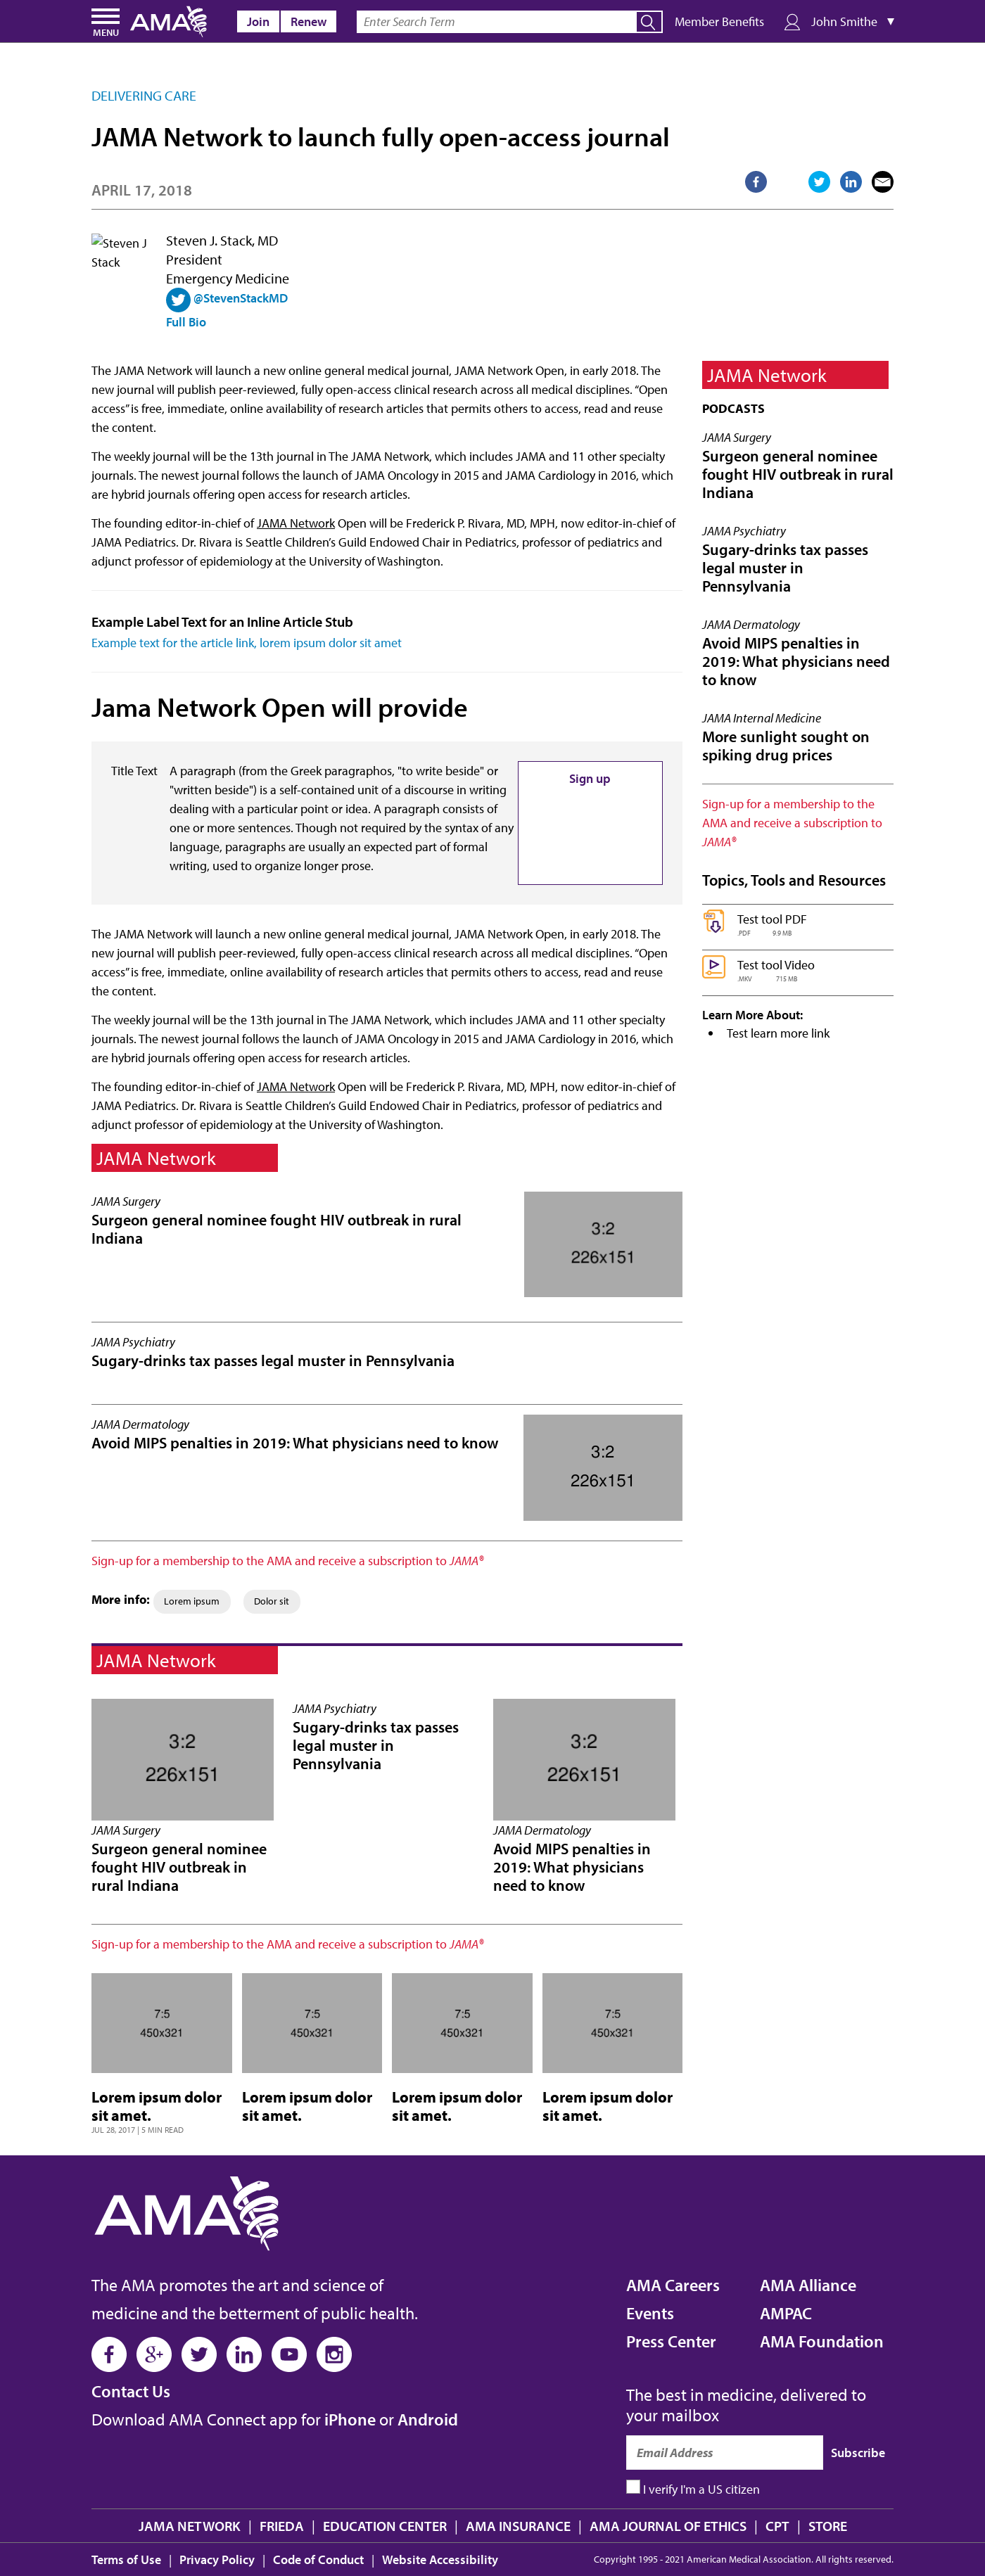 MENU
AMA
Join
Renew
Enter Search Term
Member Benefits
John Smithe ▼
DELIVERING CARE
JAMA Network to launch fully open-access journal
APRIL 17, 2018
Steven J
Stack
Steven J. Stack, MD
President
Emergency Medicine
@StevenStackMD
Full Bio
The JAMA Network will launch a new online general medical journal, JAMA Network Open, in early 2018. The
new journal will publish peer-reviewed, fully open-access clinical research across all medical disciplines. “Open
access” is free, immediate, online availability of research articles that permits others to access, read and reuse
the content.
The weekly journal will be the 13th journal in The JAMA Network, which includes JAMA and 11 other specialty
journals. The newest journal follows the launch of JAMA Oncology in 2015 and JAMA Cardiology in 2016, which
are hybrid journals offering open access for research articles.
The founding editor-in-chief of JAMA Network Open will be Frederick P. Rivara, MD, MPH, now editor-in-chief of
JAMA Pediatrics. Dr. Rivara is Seattle Children’s Guild Endowed Chair in Pediatrics, professor of pediatrics and
adjunct professor of epidemiology at the University of Washington.
Example Label Text for an Inline Article Stub
Example text for the article link, lorem ipsum dolor sit amet
Jama Network Open will provide
Title Text
A paragraph (from the Greek paragraphos, "to write beside" or
"written beside") is a self-contained unit of a discourse in writing
dealing with a particular point or idea. A paragraph consists of
one or more sentences. Though not required by the syntax of any
language, paragraphs are usually an expected part of formal
writing, used to organize longer prose.
Sign up
The JAMA Network will launch a new online general medical journal, JAMA Network Open, in early 2018. The
new journal will publish peer-reviewed, fully open-access clinical research across all medical disciplines. “Open
access” is free, immediate, online availability of research articles that permits others to access, read and reuse
the content.
The weekly journal will be the 13th journal in The JAMA Network, which includes JAMA and 11 other specialty
journals. The newest journal follows the launch of JAMA Oncology in 2015 and JAMA Cardiology in 2016, which
are hybrid journals offering open access for research articles.
The founding editor-in-chief of JAMA Network Open will be Frederick P. Rivara, MD, MPH, now editor-in-chief of
JAMA Pediatrics. Dr. Rivara is Seattle Children’s Guild Endowed Chair in Pediatrics, professor of pediatrics and
adjunct professor of epidemiology at the University of Washington.
JAMA Network
JAMA Surgery
Surgeon general nominee fought HIV outbreak in rural
Indiana
3:2
226x151
JAMA Psychiatry
Sugary-drinks tax passes legal muster in Pennsylvania
JAMA Dermatology
Avoid MIPS penalties in 2019: What physicians need to know
3:2
226x151
Sign-up for a membership to the AMA and receive a subscription to JAMA®
More info:
Lorem ipsum
Dolor sit
JAMA Network
3:2
226x151
JAMA Surgery
Surgeon general nominee
fought HIV outbreak in
rural Indiana
JAMA Psychiatry
Sugary-drinks tax passes
legal muster in
Pennsylvania
3:2
226x151
JAMA Dermatology
Avoid MIPS penalties in
2019: What physicians
need to know
Sign-up for a membership to the AMA and receive a subscription to JAMA®
7:5
450x321
Lorem ipsum dolor
sit amet.
JUL 28, 2017 | 5 MIN READ
7:5
450x321
Lorem ipsum dolor
sit amet.
7:5
450x321
Lorem ipsum dolor
sit amet.
7:5
450x321
Lorem ipsum dolor
sit amet.
JAMA Network
PODCASTS
JAMA Surgery
Surgeon general nominee
fought HIV outbreak in rural
Indiana
JAMA Psychiatry
Sugary-drinks tax passes
legal muster in
Pennsylvania
JAMA Dermatology
Avoid MIPS penalties in
2019: What physicians need
to know
JAMA Internal Medicine
More sunlight sought on
spiking drug prices
Sign-up for a membership to the
AMA and receive a subscription to
JAMA®
Topics, Tools and Resources
Test tool PDF
.PDF 9.9 MB
Test tool Video
.MKV 715 MB
Learn More About:
• Test learn more link
AMA
The AMA promotes the art and science of
medicine and the betterment of public health.
Contact Us
Download AMA Connect app for iPhone or Android
AMA Careers
Events
Press Center
AMA Alliance
AMPAC
AMA Foundation
The best in medicine, delivered to
your mailbox
Email Address
Subscribe
I verify I'm a US citizen
JAMA NETWORK | FRIEDA | EDUCATION CENTER | AMA INSURANCE | AMA JOURNAL OF ETHICS | CPT | STORE
Terms of Use | Privacy Policy | Code of Conduct | Website Accessibility
Copyright 1995 - 2021 American Medical Association. All rights reserved.